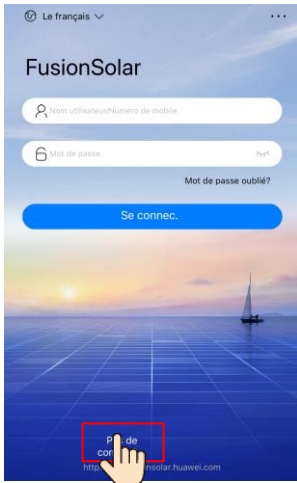 Le français
FusionSolar
Nom utilisateur/Numéro de mobile
Mot de passe
Mot de passe oublié?
Se connec.
de
nsolar.huawei.com